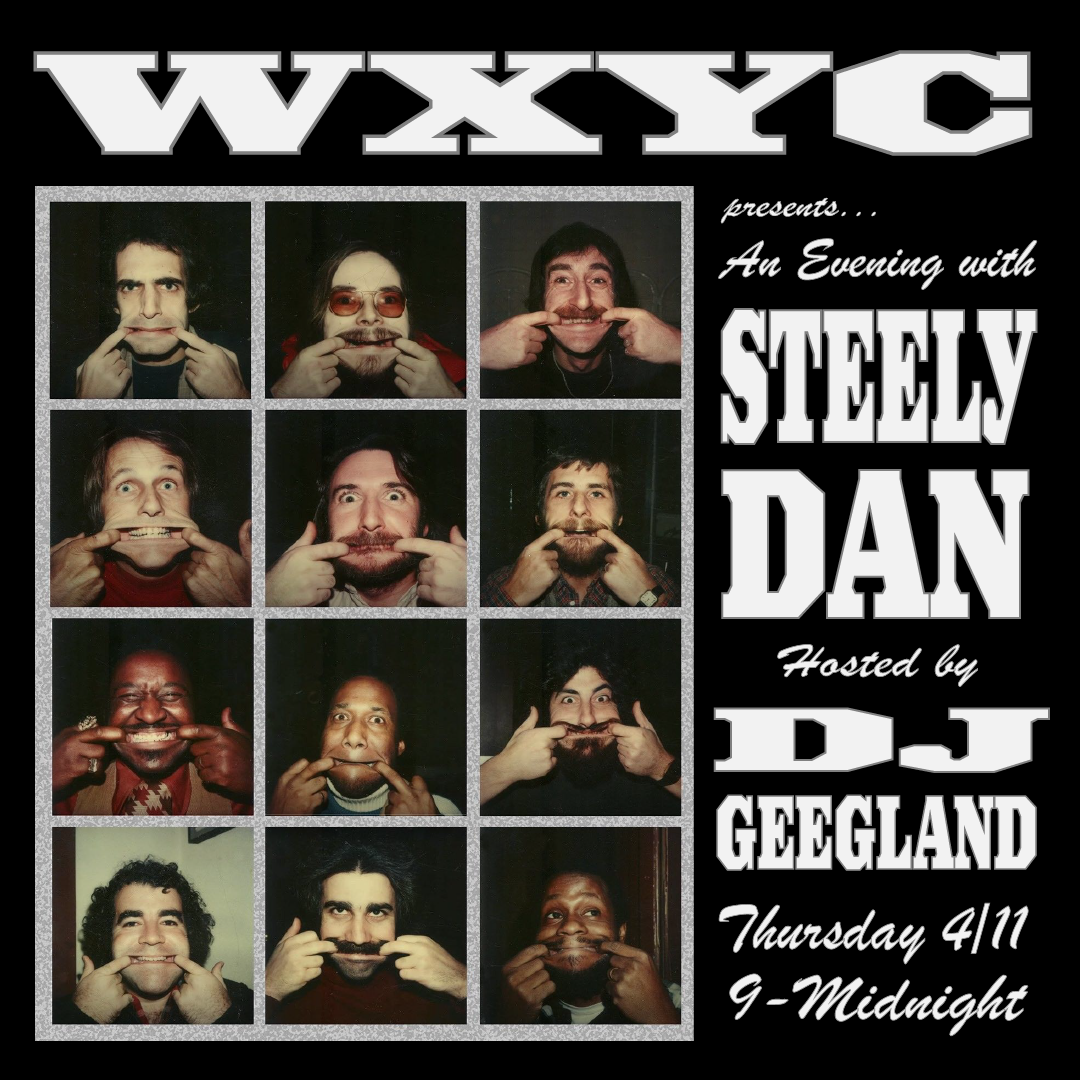 WXYC
presents...
An Evening with
STEELY
DAN
Hosted by
DJ
GEEGLAND
Thursday 4/11
9-Midnight